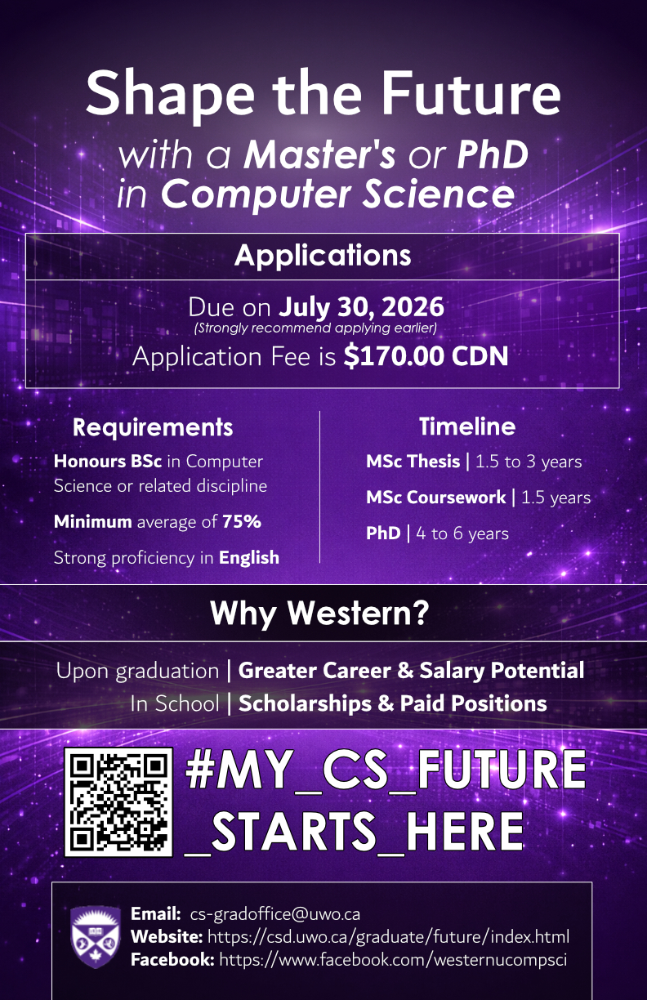 Shape the Future
with a Master's or PhD
in Computer Science
Applications
Due on July 30, 2026
(Strongly recommend applying earlier)
Application Fee is $170.00 CDN
Requirements
Honours BSc in Computer
Science or related discipline
Minimum average of 75%
Strong proficiency in English
Timeline
MSc Thesis | 1.5 to 3 years
MSc Coursework | 1.5 years
PhD | 4 to 6 years
Why Western?
Upon graduation | Greater Career & Salary Potential
In School | Scholarships & Paid Positions
#MY_CS_FUTURE
_STARTS_HERE
Email: cs-gradoffice@uwo.ca
Website: https://csd.uwo.ca/graduate/future/index.html
Facebook: https://www.facebook.com/westernucompsci